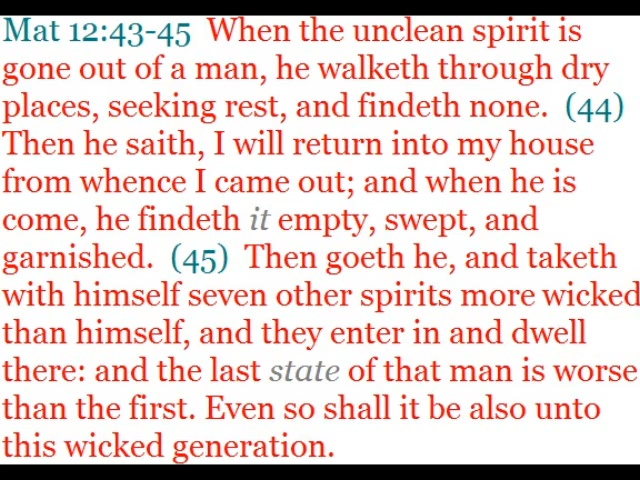 Mat 12:43-45 When the unclean spirit is
gone out of a man, he walketh through dry
places, seeking rest, and findeth none. (44)
Then he saith, I will return into my house
from whence I came out; and when he is
come, he findeth it empty, swept, and
garnished. (45) Then goeth he, and taketh
with himself seven other spirits more wicked
than himself, and they enter in and dwell
there: and the last state of that man is worse
than the first. Even so shall it be also unto
this wicked generation.